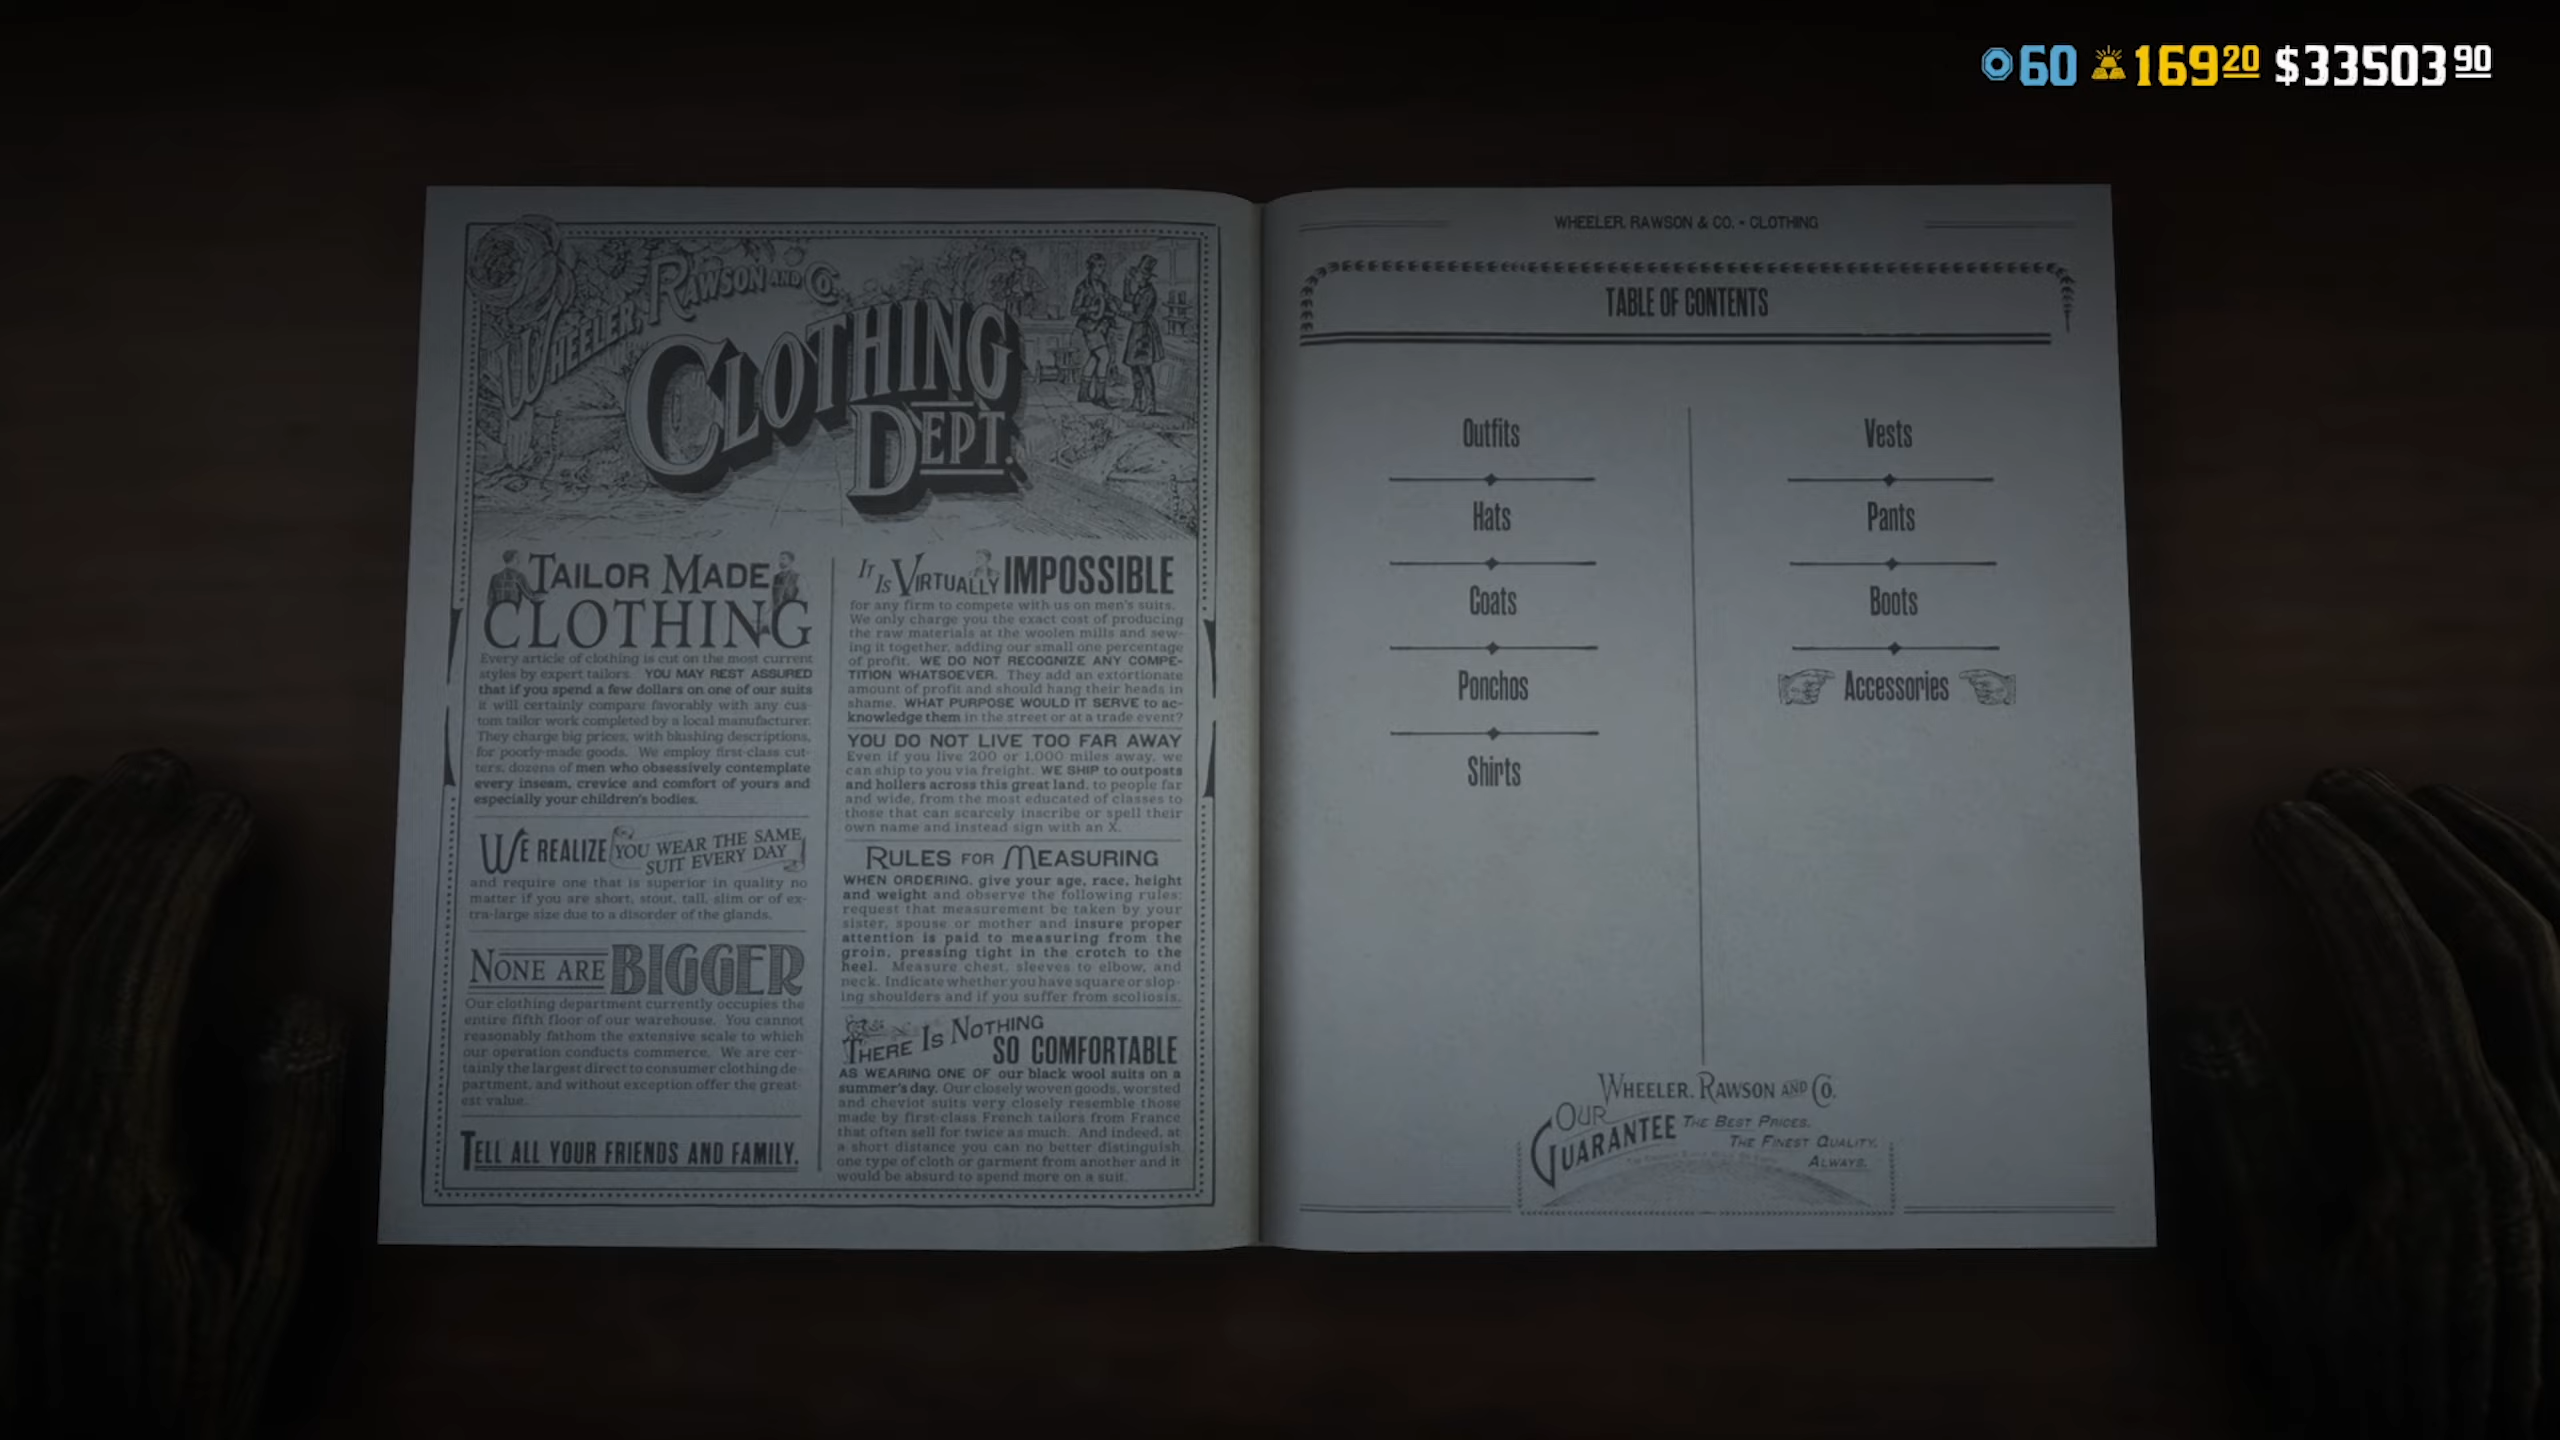 60 169 20 $33503 90
WHEELER, RAWSON AND CO.
CLOTHING
DEPT.
TAILOR MADE
CLOTHING
Every article of clothing is cut on the most current
styles by expert tailors. YOU MAY REST ASSURED
that if you spend a few dollars on one of our suits
it will certainly compare favorably with any cus-
tom tailor work completed by a local manufacturer.
They charge big prices, with blushing descriptions,
for poorly-made goods. We employ first-class cut-
ters, dozens of men who obsessively contemplate
every inseam, crevice and comfort of yours and
especially your children's bodies.
WE REALIZE YOU WEAR THE SAME
SUIT EVERY DAY
and require one that is superior in quality no
matter if you are short, stout, tall, slim or of ex-
tra-large size due to a disorder of the glands.
NONE ARE BIGGER
Our clothing department currently occupies the
entire fifth floor of our warehouse. You cannot
reasonably fathom the extensive scale to which
our operation conducts commerce. We are cer-
tainly the largest direct to consumer clothing de-
partment, and without exception offer the great-
est value.
TELL ALL YOUR FRIENDS AND FAMILY.
IT IS VIRTUALLY IMPOSSIBLE
for any firm to compete with us on men's suits.
We only charge you the exact cost of producing
the raw materials at the woolen mills and sew-
ing it together, adding our small one percentage
of profit. WE DO NOT RECOGNIZE ANY COMPE-
TITION WHATSOEVER. They add an extortionate
amount of profit and should hang their heads in
shame. WHAT PURPOSE WOULD IT SERVE to ac-
knowledge them in the street or at a trade event?
YOU DO NOT LIVE TOO FAR AWAY
Even if you live 200 or 1,000 miles away, we
can ship to you via freight. WE SHIP to outposts
and hollers across this great land, to people far
and wide, from the most educated of classes to
those that can scarcely inscribe or spell their
own name and instead sign with an X.
RULES FOR MEASURING
WHEN ORDERING, give your age, race, height
and weight and observe the following rules:
request that measurement be taken by your
sister, spouse or mother and insure proper
attention is paid to measuring from the
groin, pressing tight in the crotch to the
heel. Measure chest, sleeves to elbow, and
neck. Indicate whether you have square or slop-
ing shoulders and if you suffer from scoliosis.
THERE IS NOTHING
SO COMFORTABLE
AS WEARING ONE OF our black wool suits on a
summer's day. Our closely woven goods, worsted
and cheviot suits very closely resemble those
made by first-class French tailors from France
that often sell for twice as much. And indeed, at
a short distance you can no better distinguish
one type of cloth or garment from another and it
would be absurd to spend more on a suit.
WHEELER, RAWSON & CO. - CLOTHING
TABLE OF CONTENTS
Outfits
Hats
Coats
Ponchos
Shirts
Vests
Pants
Boots
Accessories
WHEELER, RAWSON AND CO.
OUR
GUARANTEE
THE BEST PRICES.
THE FINEST QUALITY.
ALWAYS.